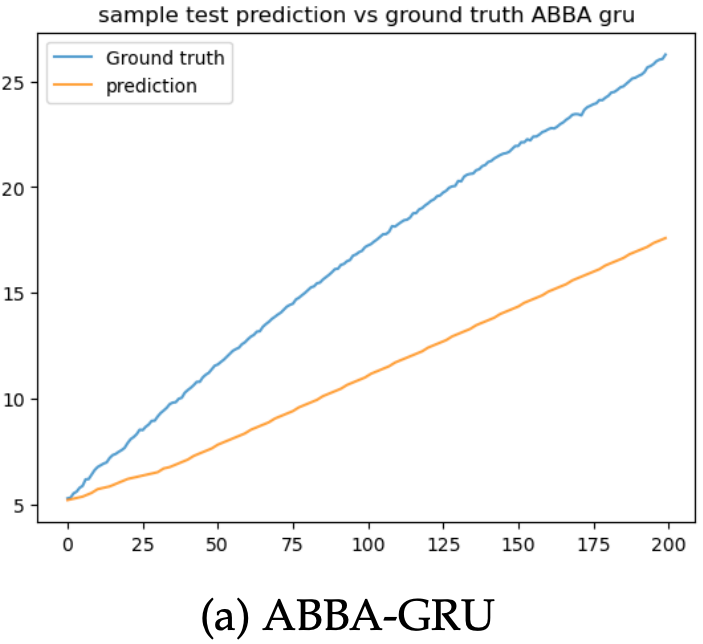 sample test prediction vs ground truth ABBA gru
Ground truth
prediction
25
20
15
10
5
0 25 50 75 100 125 150 175 200
(a) ABBA-GRU